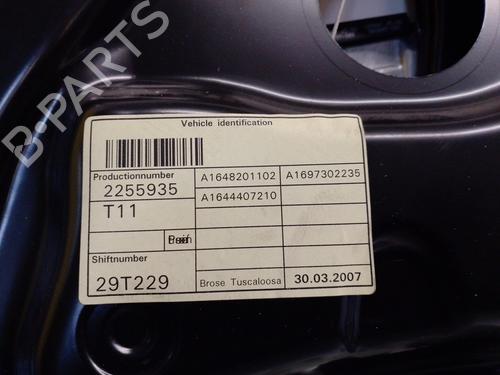 B-PARTS
Vehicle identification
Productionnumber
2255935
T11
A1648201102 A1697302235
A1644407210
Shiftnumber
29T229
Brose Tuscaloosa 30.03.2007